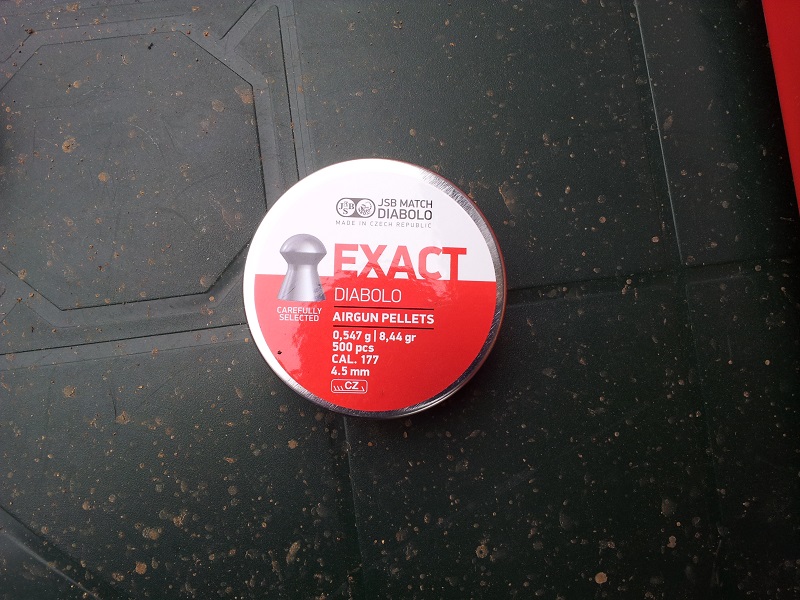 JSB
JSB MATCH
DIABOLO
MADE IN CZECH REPUBLIC
EXACT
DIABOLO
CAREFULLY
SELECTED
AIRGUN PELLETS
0,547 g | 8,44 gr
500 pcs
CAL. 177
4.5 mm
CZ